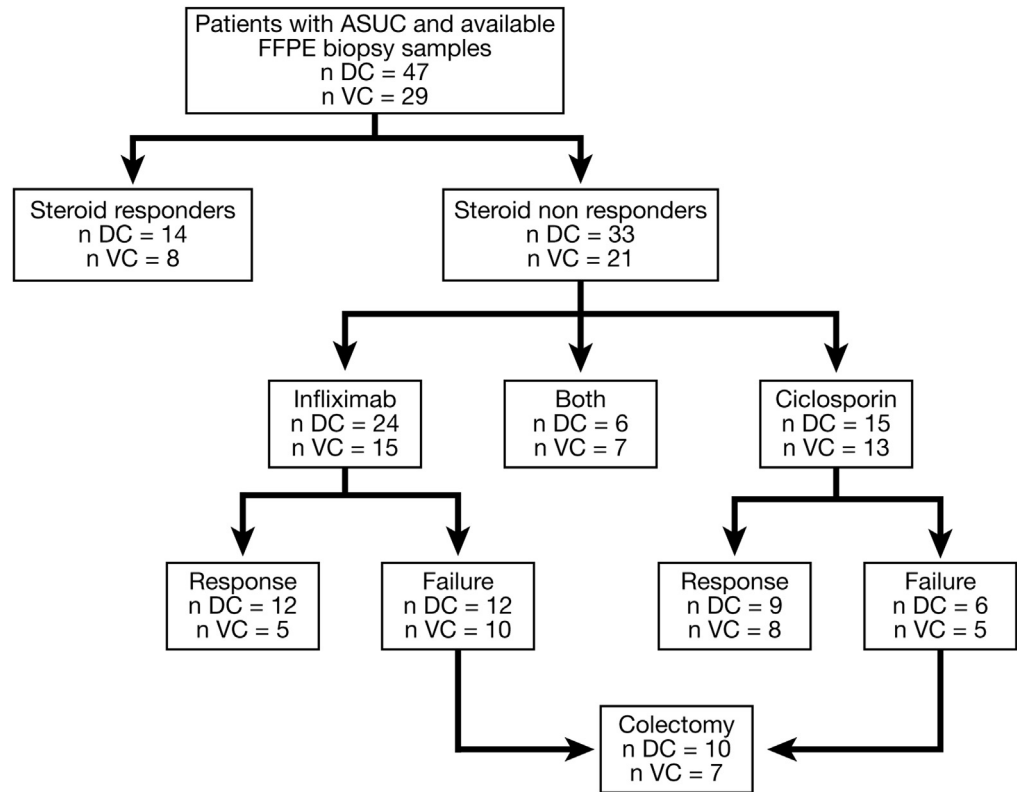 Patients with ASUC and available
FFPE biopsy samples
n DC = 47
n VC = 29
Steroid responders
n DC = 14
n VC = 8
Steroid non responders
n DC = 33
n VC = 21
Infliximab
n DC = 24
n VC = 15
Both
n DC = 6
n VC = 7
Ciclosporin
n DC = 15
n VC = 13
Response
n DC = 12
n VC = 5
Failure
n DC = 12
n VC = 10
Response
n DC = 9
n VC = 8
Failure
n DC = 6
n VC = 5
Colectomy
n DC = 10
n VC = 7